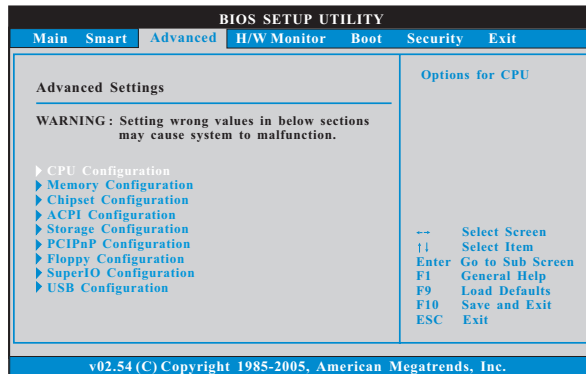 BIOS SETUP UTILITY
Main Smart Advanced H/W Monitor Boot Security Exit
Advanced Settings
WARNING : Setting wrong values in below sections
may cause system to malfunction.
CPU Configuration
Memory Configuration
Chipset Configuration
ACPI Configuration
Storage Configuration
PCIPnP Configuration
Floppy Configuration
SuperIO Configuration
USB Configuration
Options for CPU
←→ Select Screen
↑↓ Select Item
Enter Go to Sub Screen
F1 General Help
F9 Load Defaults
F10 Save and Exit
ESC Exit
v02.54 (C) Copyright 1985-2005, American Megatrends, Inc.